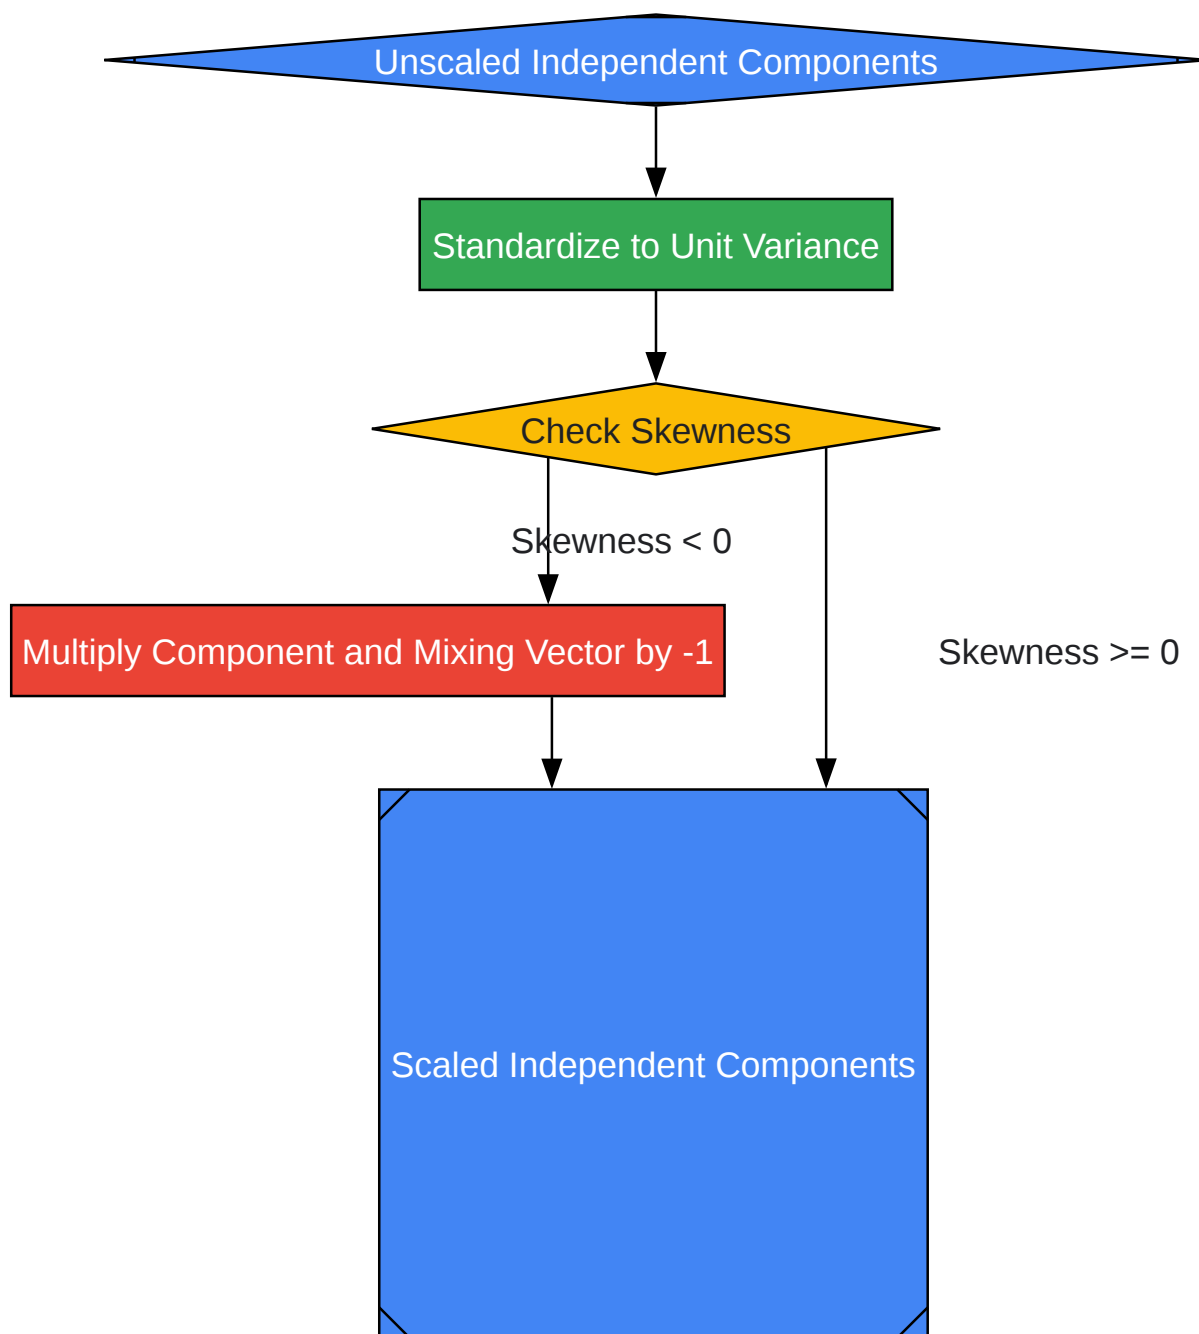 Unscaled Independent Components
Standardize to Unit Variance
Check Skewness
Skewness < 0
Multiply Component and Mixing Vector by -1
Skewness >= 0
Scaled Independent Components